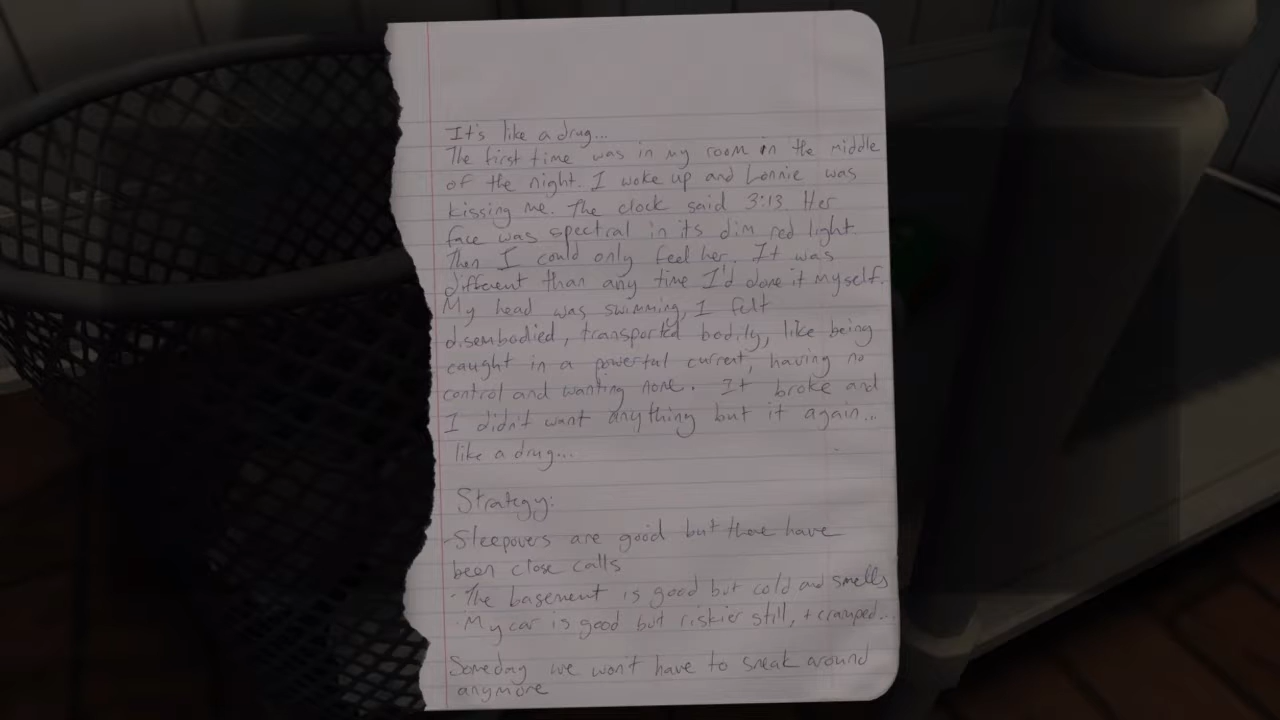 It's like a drug...
The first time was in my room in the middle
of the night. I woke up and Lonnie was
kissing me. The clock said 3:13. Her
face was spectral in its dim red light
Then I could only feel her. It was
different than any time I'd done it myself.
My head was swimming, I felt
disembodied, transported bodily, like being
caught in a powerful current, having no
control and wanting none. It broke and
I didn't want anything but it again...
like a drug...
Strategy:
-Sleepovers are good but there have
been close calls
·The basement is good but cold and smells
·My car is good but riskier still, + cramped...
Someday we won't have to sneak around
anymore